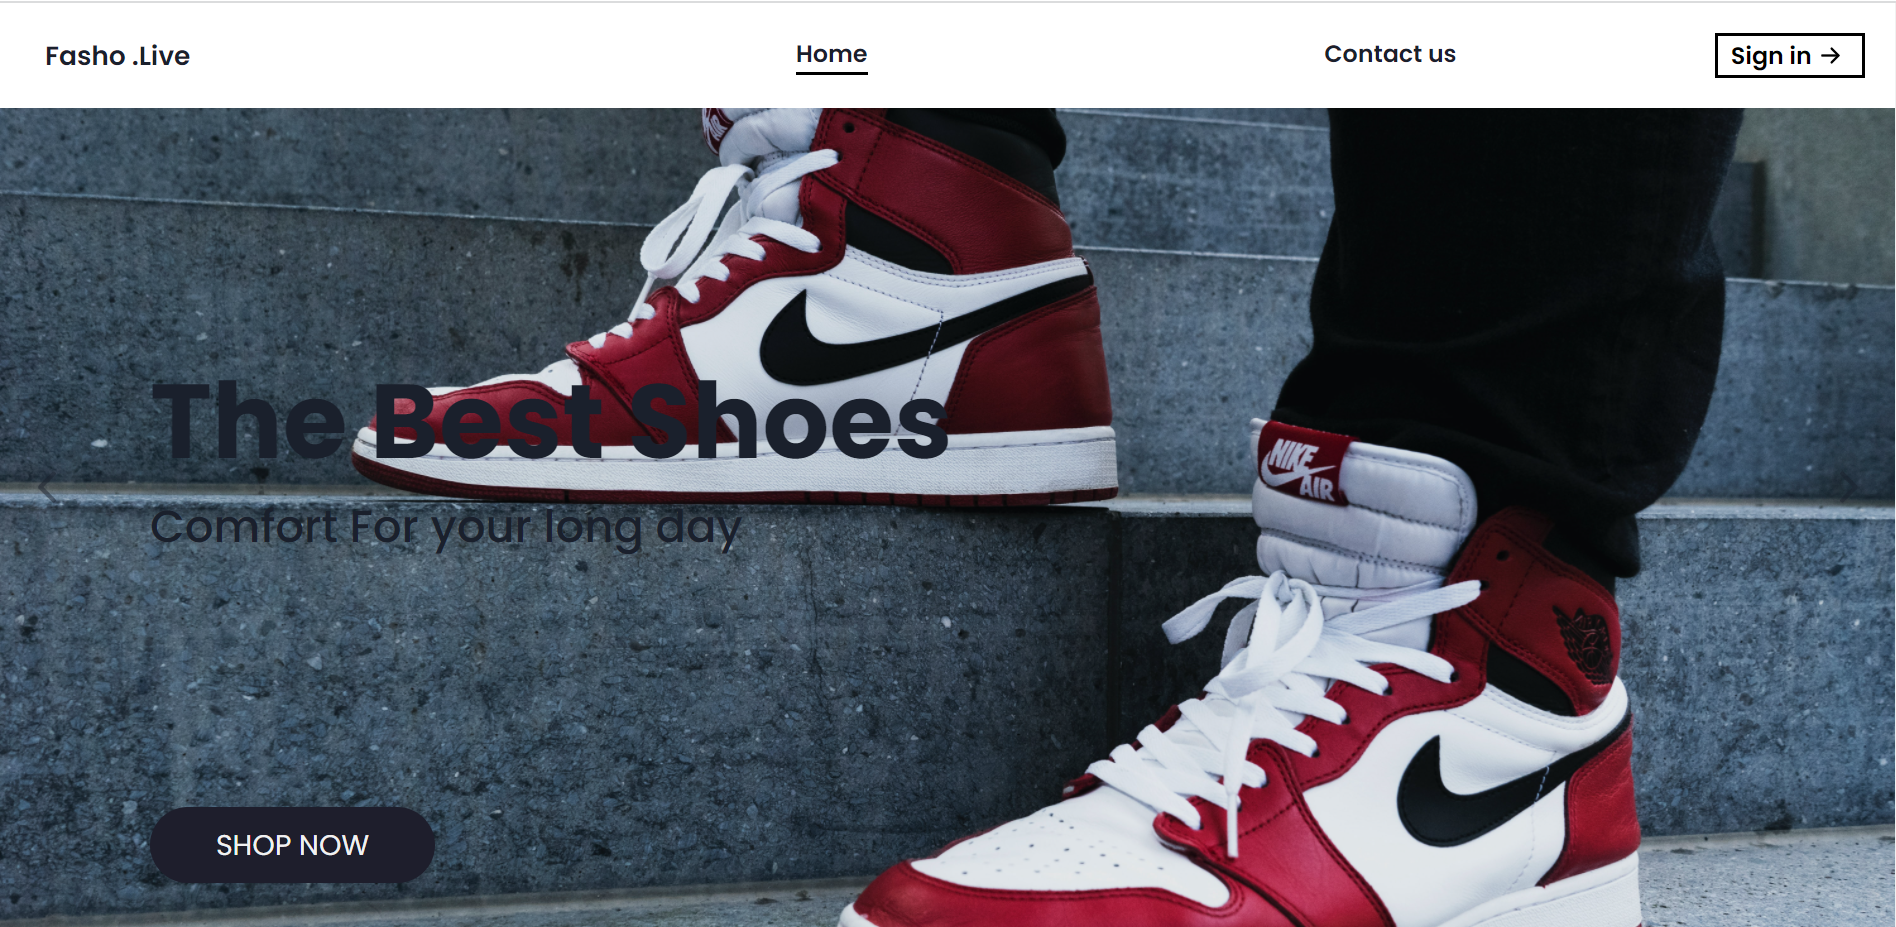 Fasho .Live
Home
Contact us
Sign in →
AIR
The Best Shoes
NIKE
AIR
Comfort For your long day
SHOP NOW